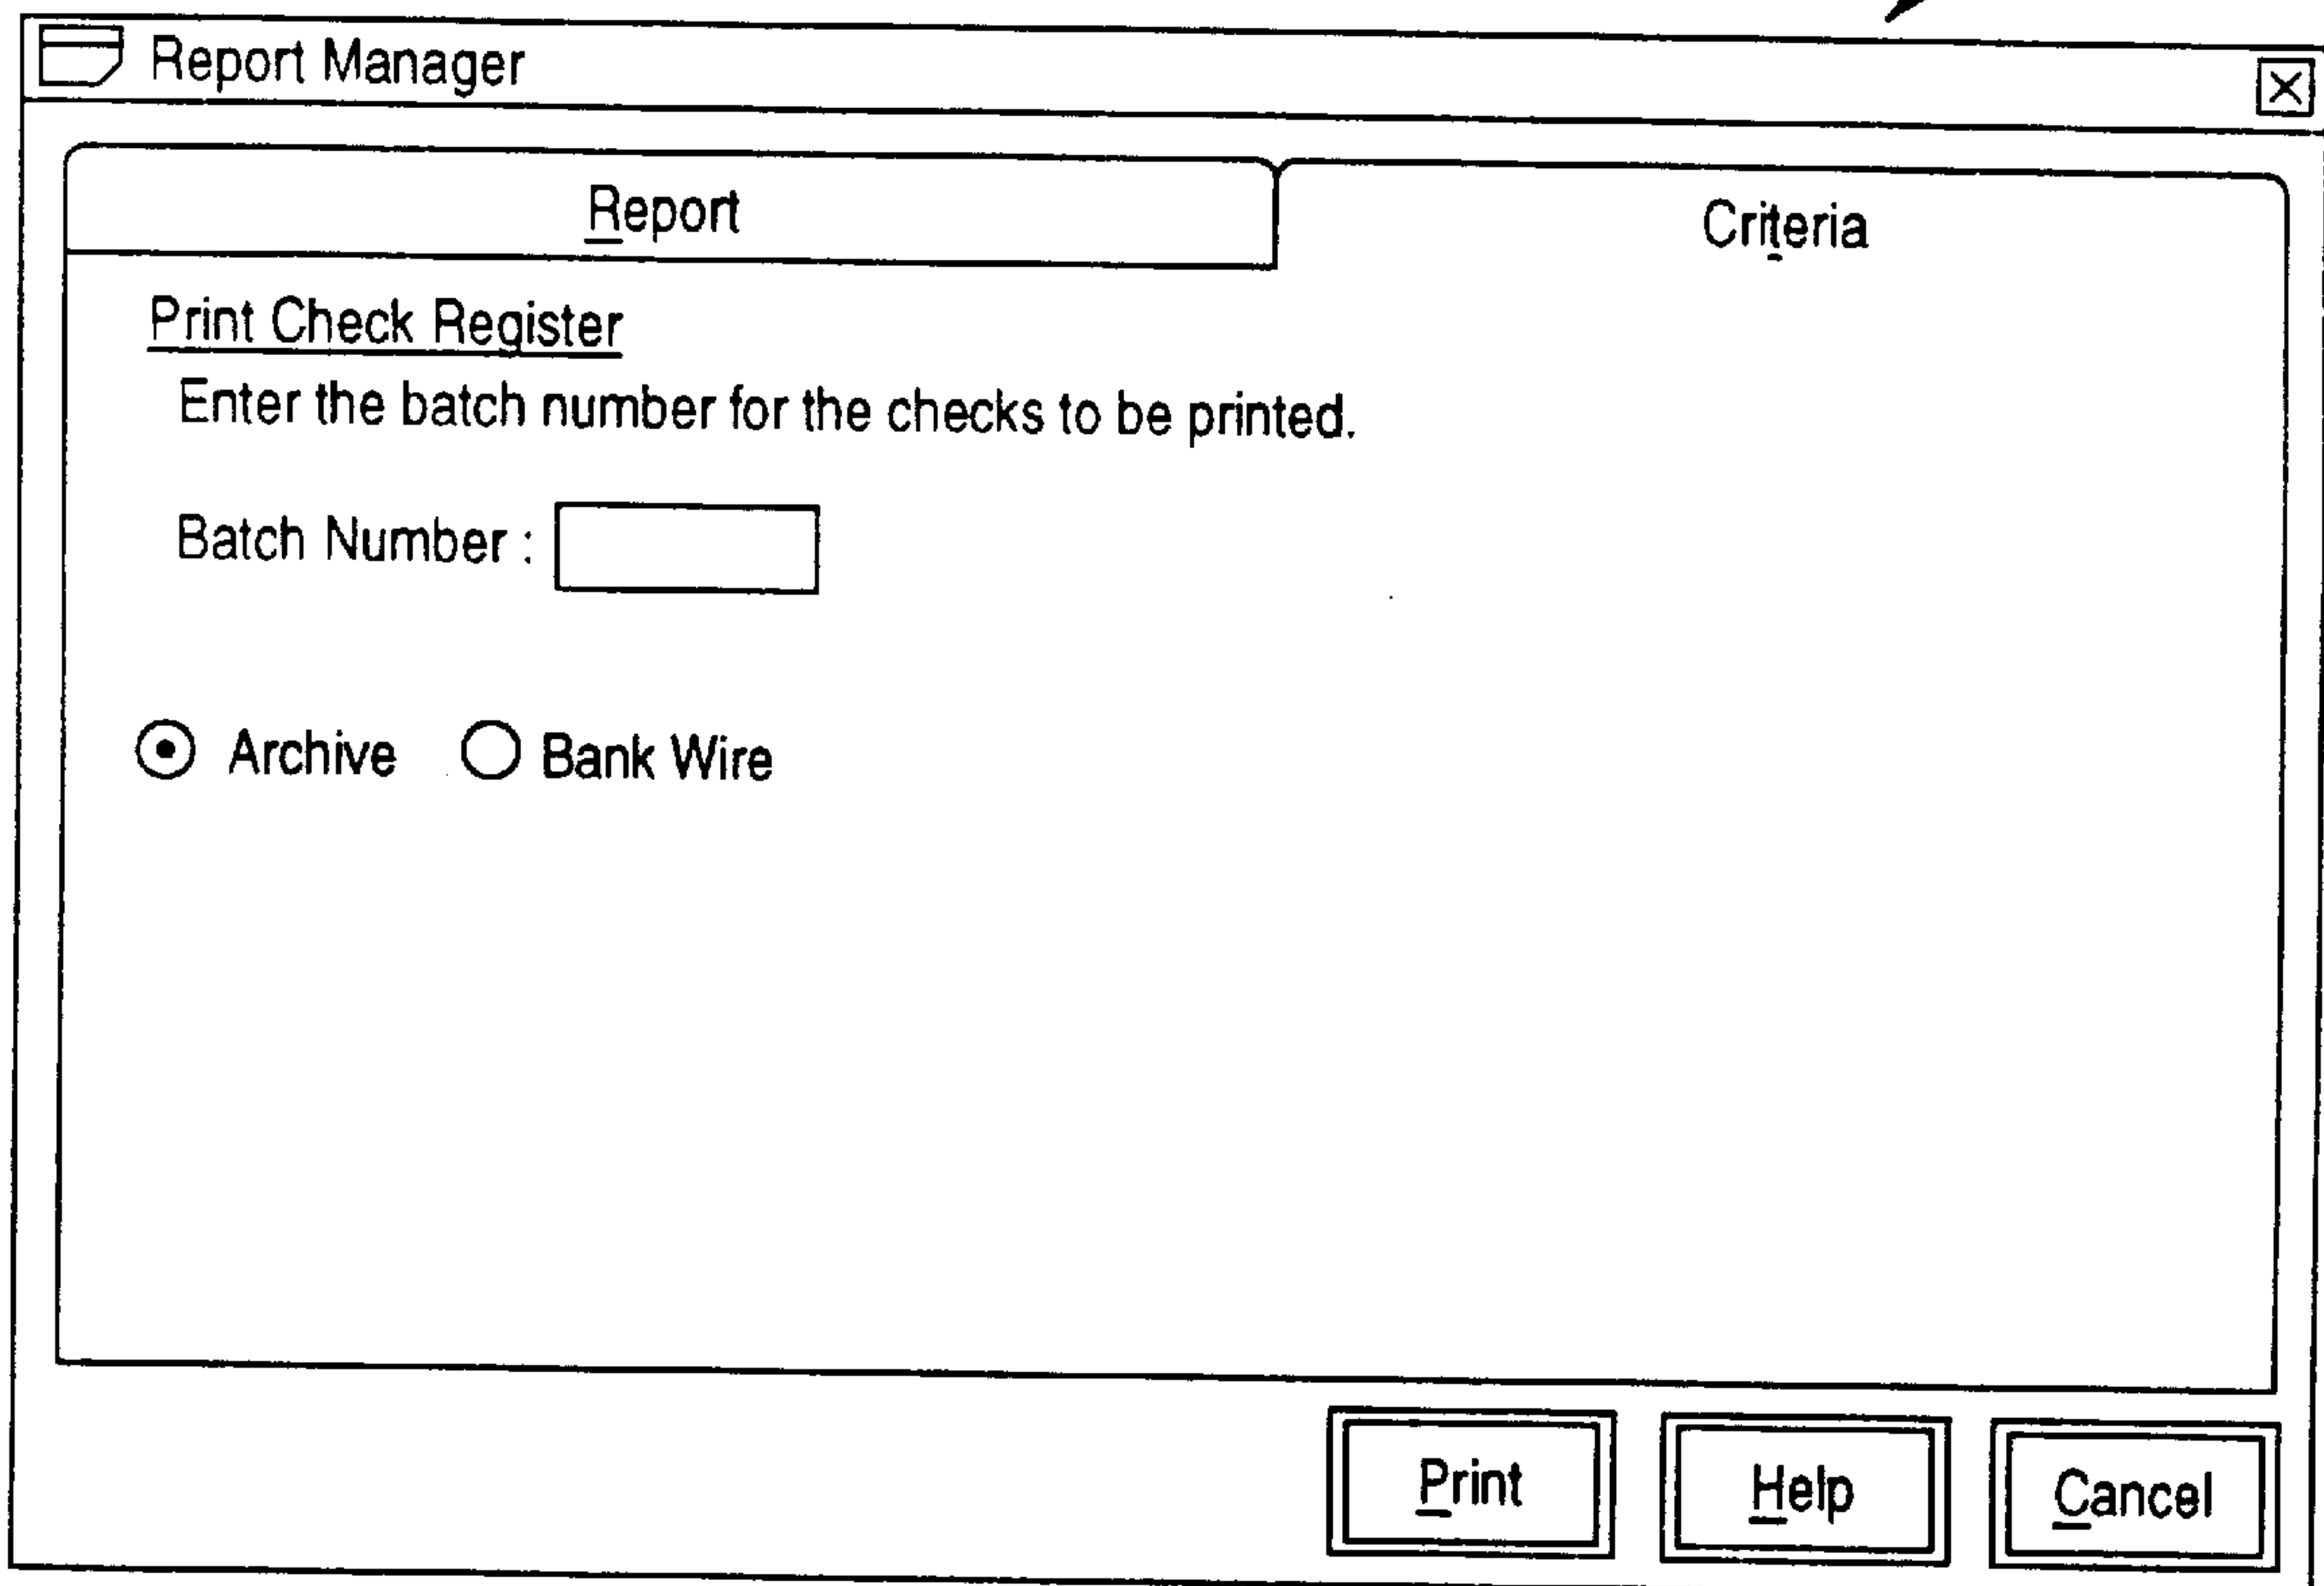 Report Manager
Report Criteria
Print Check Register
Enter the batch number for the checks to be printed.
Batch Number :
Archive Bank Wire
Print Help Cancel